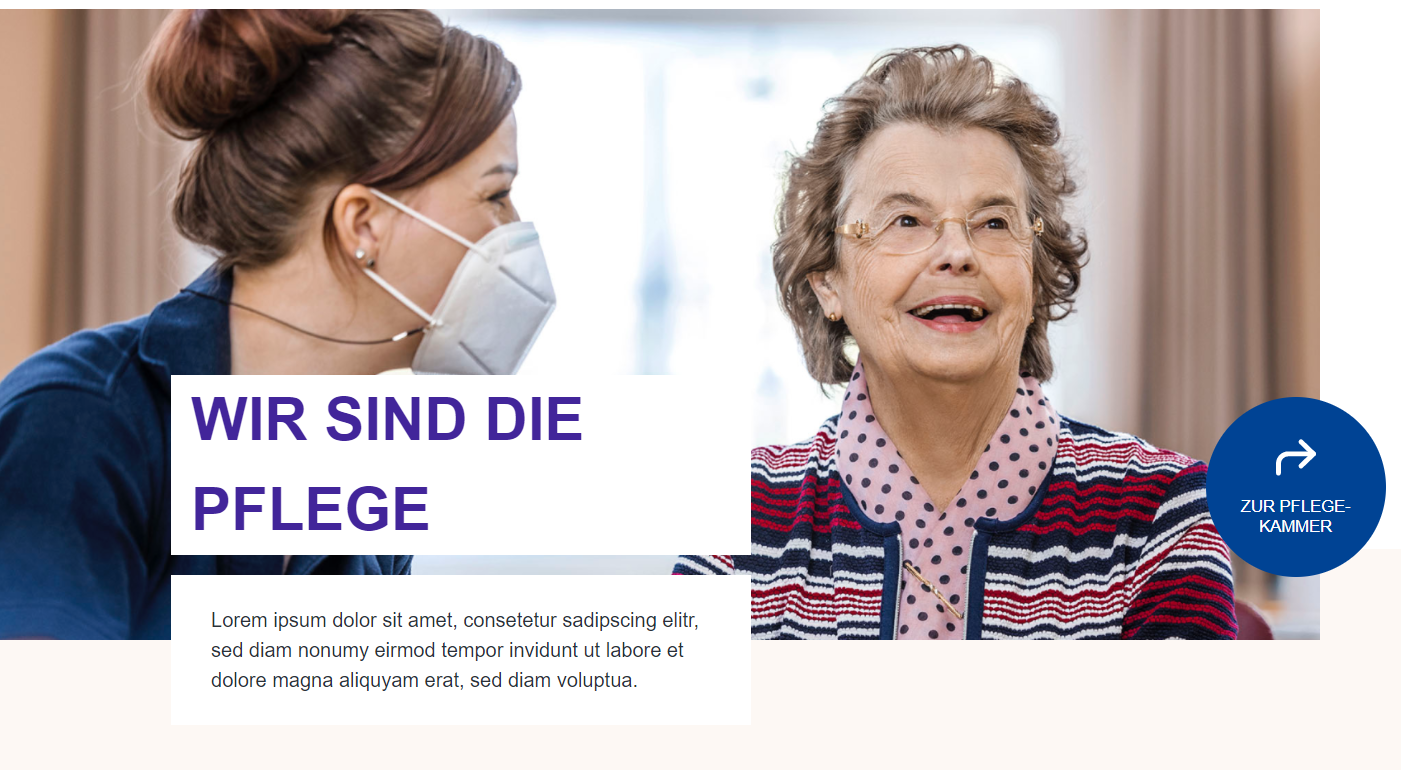 WIR SIND DIE
PFLEGE
Lorem ipsum dolor sit amet, consetetur sadipscing elitr,
sed diam nonumy eirmod tempor invidunt ut labore et
dolore magna aliquyam erat, sed diam voluptua.
ZUR PFLEGE-
KAMMER